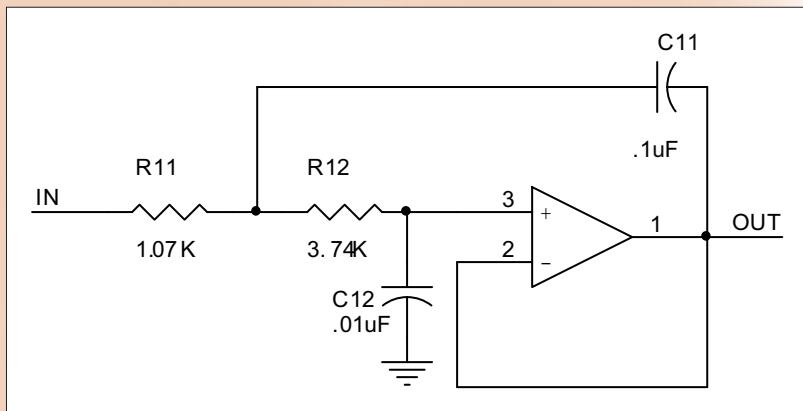 C11
.1uF
R11
R12
IN
1.07K
3.74K
3
+
2
−
1
OUT
C12
.01uF